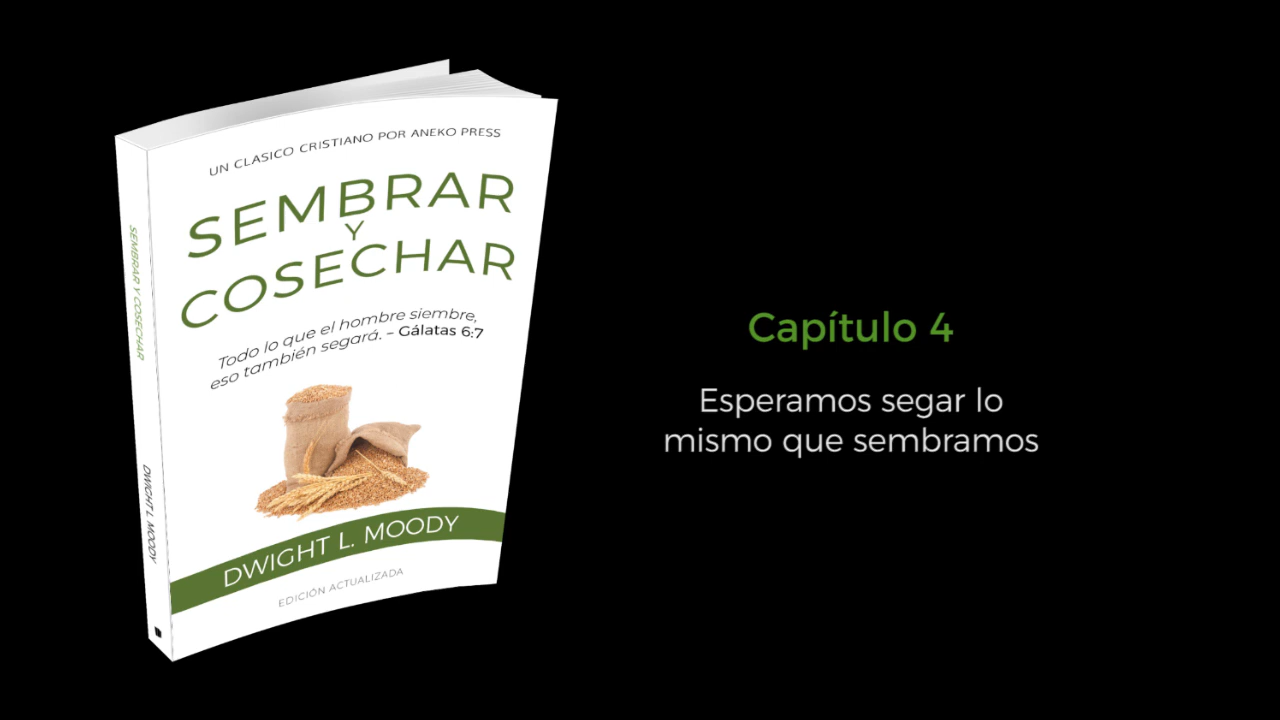 UN CLASICO CRISTIANO POR ANEKO PRESS
SEMBRAR
Y
COSECHAR
Todo lo que el hombre siembre,
eso también segará. – Gálatas 6:7
DWIGHT L. MOODY
EDICIÓN ACTUALIZADA
SEMBRAR Y COSECHAR
DWIGHT L. MOODY
Capítulo 4
Esperamos segar lo
mismo que sembramos